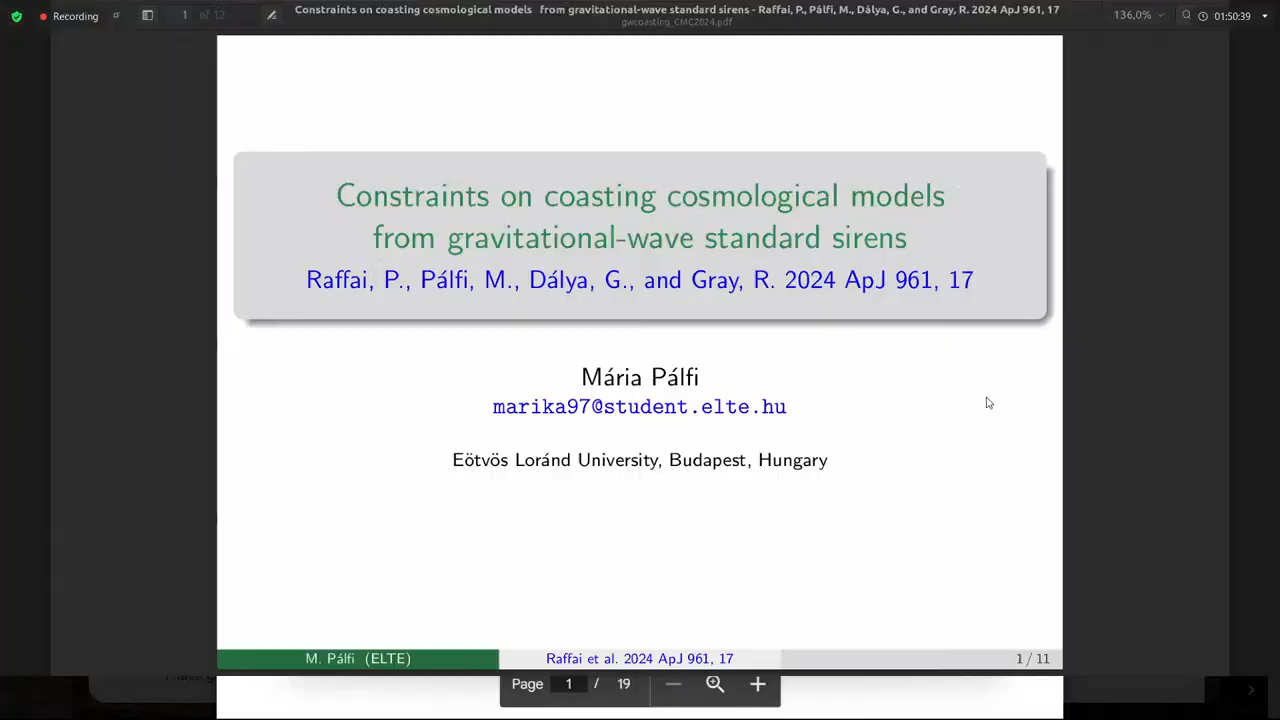 Recording
1 of 12
Constraints on coasting cosmological models from gravitational-wave standard sirens - Raffai, P., Pálfi, M., Dálya, G., and Gray, R. 2024 ApJ 961, 17
gwcoasting_CMC2024.pdf
136,0%
01:50:39
Constraints on coasting cosmological models
from gravitational-wave standard sirens
Raffai, P., Pálfi, M., Dálya, G., and Gray, R. 2024 ApJ 961, 17
Mária Pálfi
marika97@student.elte.hu
Eötvös Loránd University, Budapest, Hungary
M. Pálfi (ELTE)
Raffai et al. 2024 ApJ 961, 17
1 / 11
Page 1 / 19